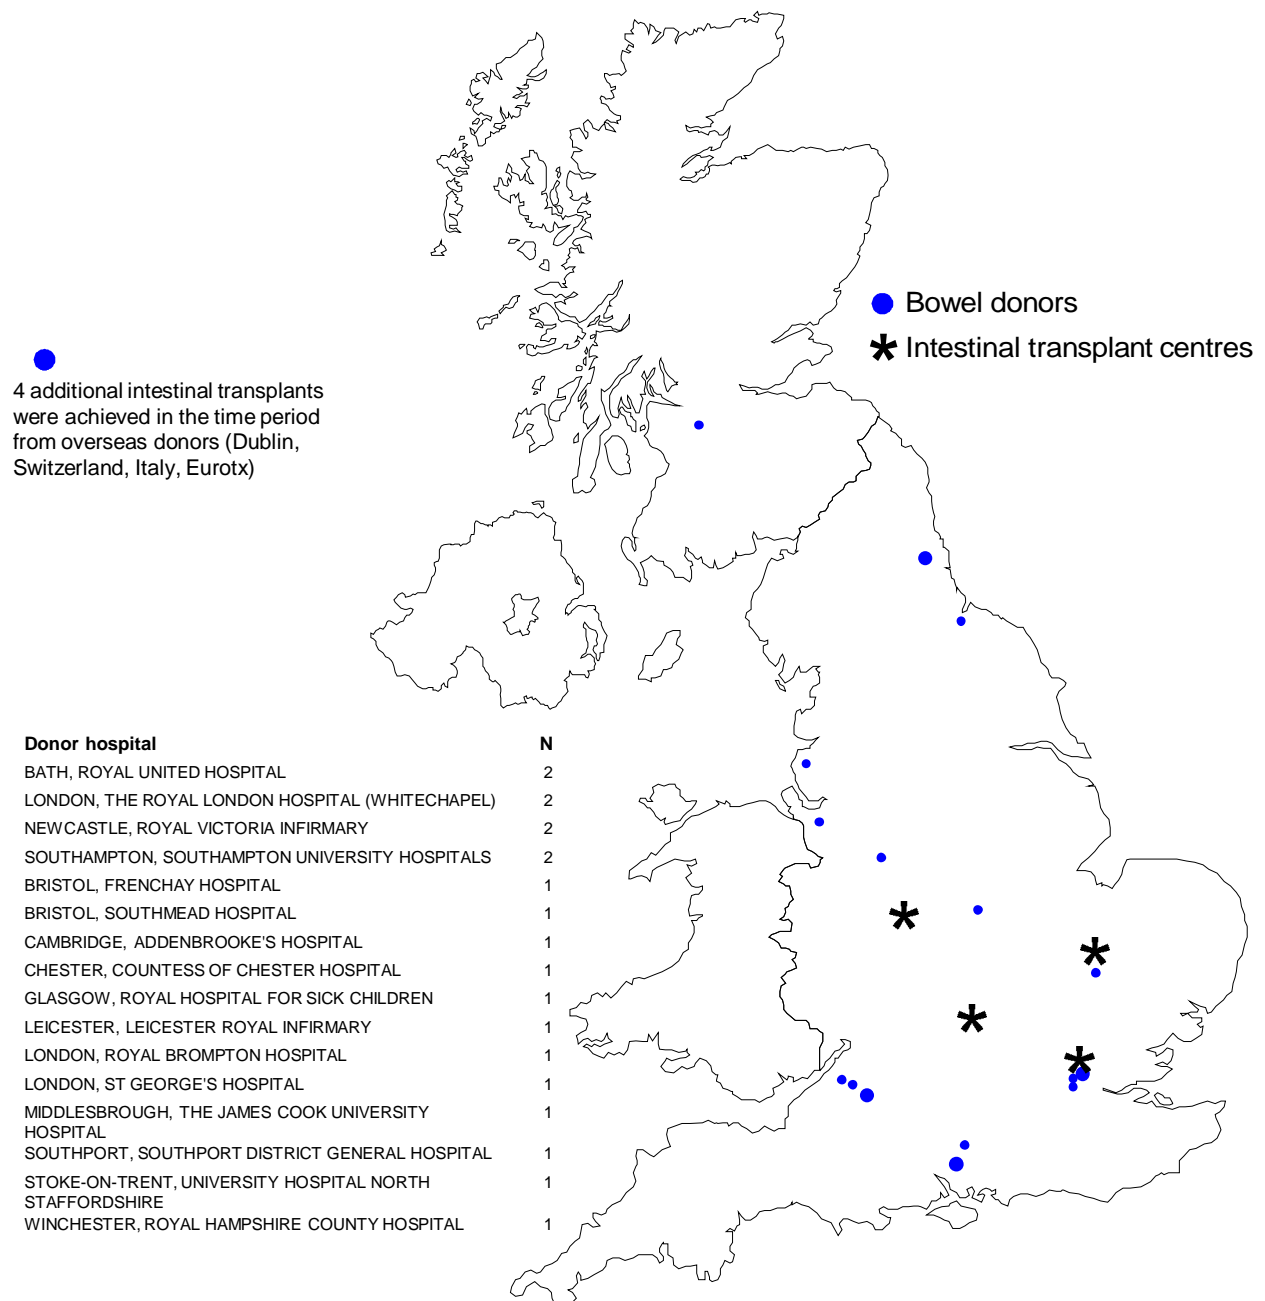 Bowel donors
Intestinal transplant centres
4 additional intestinal transplants
were achieved in the time period
from overseas donors (Dublin,
Switzerland, Italy, Eurotx)
Donor hospital N
BATH, ROYAL UNITED HOSPITAL 2
LONDON, THE ROYAL LONDON HOSPITAL (WHITECHAPEL) 2
NEWCASTLE, ROYAL VICTORIA INFIRMARY 2
SOUTHAMPTON, SOUTHAMPTON UNIVERSITY HOSPITALS 2
BRISTOL, FRENCHAY HOSPITAL 1
BRISTOL, SOUTHMEAD HOSPITAL 1
CAMBRIDGE, ADDENBROOKE'S HOSPITAL 1
CHESTER, COUNTESS OF CHESTER HOSPITAL 1
GLASGOW, ROYAL HOSPITAL FOR SICK CHILDREN 1
LEICESTER, LEICESTER ROYAL INFIRMARY 1
LONDON, ROYAL BROMPTON HOSPITAL 1
LONDON, ST GEORGE'S HOSPITAL 1
MIDDLESBROUGH, THE JAMES COOK UNIVERSITY 1
HOSPITAL
SOUTHPORT, SOUTHPORT DISTRICT GENERAL HOSPITAL 1
STOKE-ON-TRENT, UNIVERSITY HOSPITAL NORTH 1
STAFFORDSHIRE
WINCHESTER, ROYAL HAMPSHIRE COUNTY HOSPITAL 1